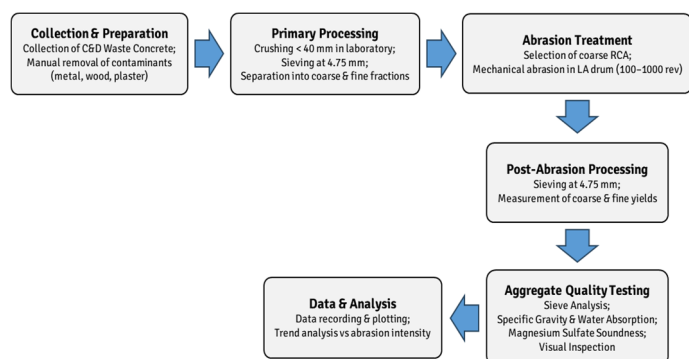 Collection & Preparation
Collection of C&D Waste Concrete;
Manual removal of contaminants
(metal, wood, plaster)
Primary Processing
Crushing < 40 mm in laboratory;
Sieving at 4.75 mm;
Separation into coarse & fine fractions
Abrasion Treatment
Selection of coarse RCA;
Mechanical abrasion in LA drum (100–1000 rev)
Post-Abrasion Processing
Sieving at 4.75 mm;
Measurement of coarse & fine yields
Aggregate Quality Testing
Sieve Analysis;
Specific Gravity & Water Absorption;
Magnesium Sulfate Soundness;
Visual Inspection
Data & Analysis
Data recording & plotting;
Trend analysis vs abrasion intensity